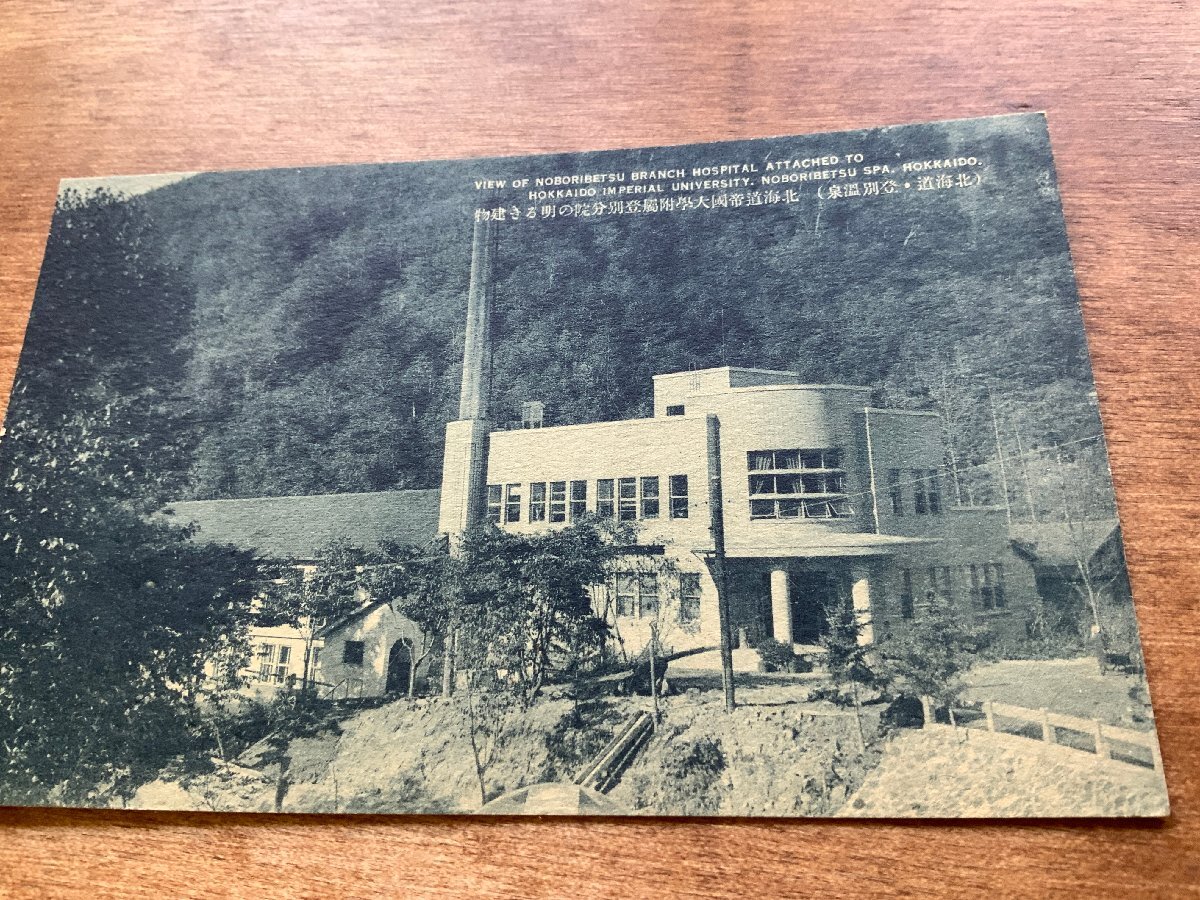 VIEW OF NOBORIBETSU BRANCH HOSPITAL ATTACHED TO
HOKKAIDO IMPERIAL UNIVERSITY. NOBORIBETSU SPA, HOKKAIDO.
物建るき明の院分別登屬附學大國帝道海北 (泉溫別登・道海北)